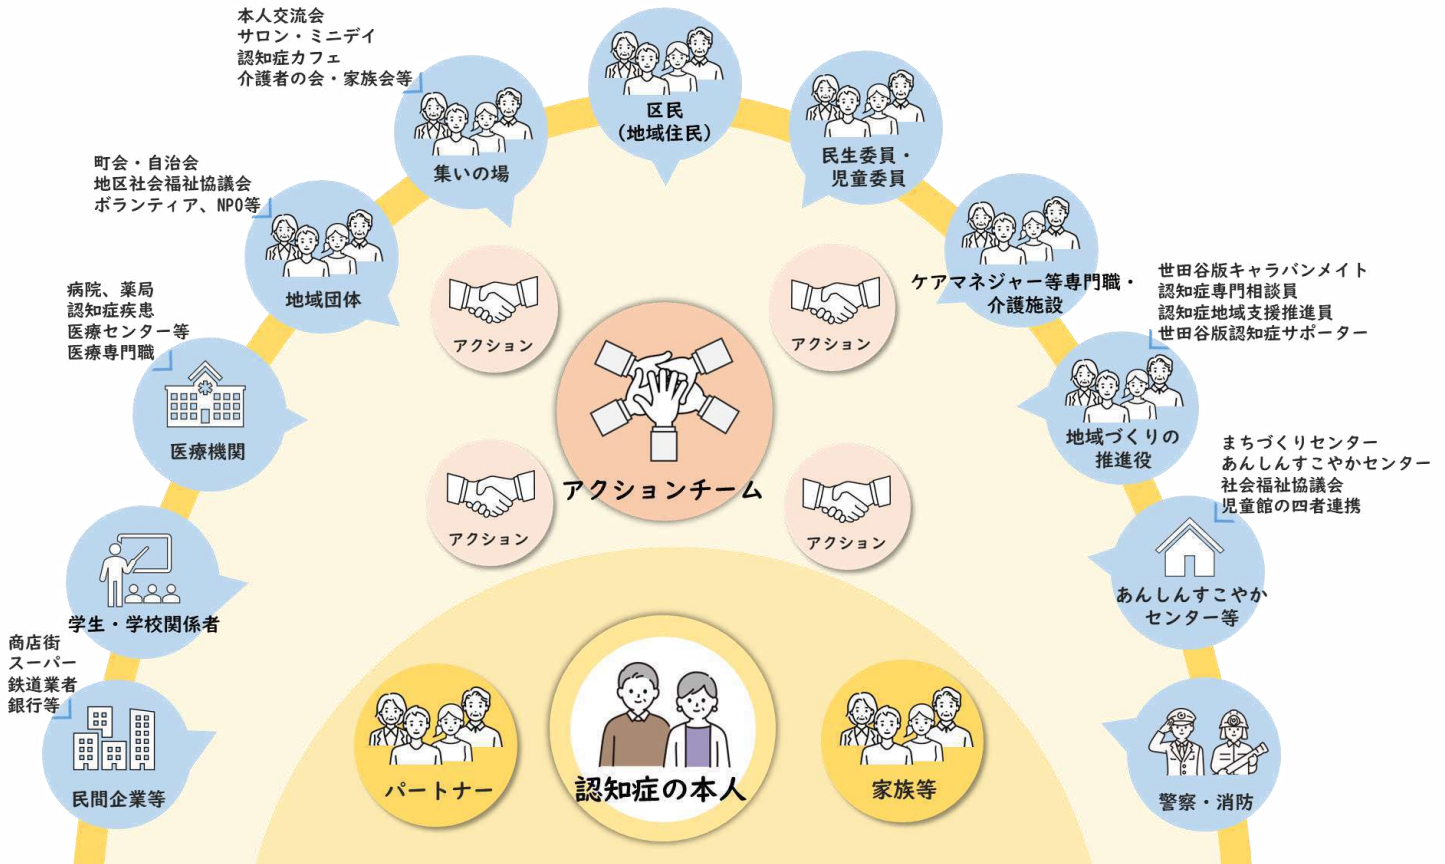 本人交流会
サロン・ミニデイ
認知症カフェ
介護者の会・家族会等
集いの場
区民
(地域住民)
民生委員・
児童委員
町会・自治会
地区社会福祉協議会
ボランティア、NPO等
地域団体
ケアマネジャー等専門職・
介護施設
病院、薬局
認知症疾患
医療センター等
医療専門職
医療機関
世田谷版キャラバンメイト
認知症専門相談員
認知症地域支援推進員
世田谷版認知症サポーター
地域づくりの
推進役
アクション
アクション
アクションチーム
アクション
アクション
まちづくりセンター
あんしんすこやかセンター
社会福祉協議会
児童館の四者連携
あんしんすこやか
センター等
学生・学校関係者
商店街
スーパー
鉄道業者
銀行等
民間企業等
パートナー
認知症の本人
家族等
警察・消防